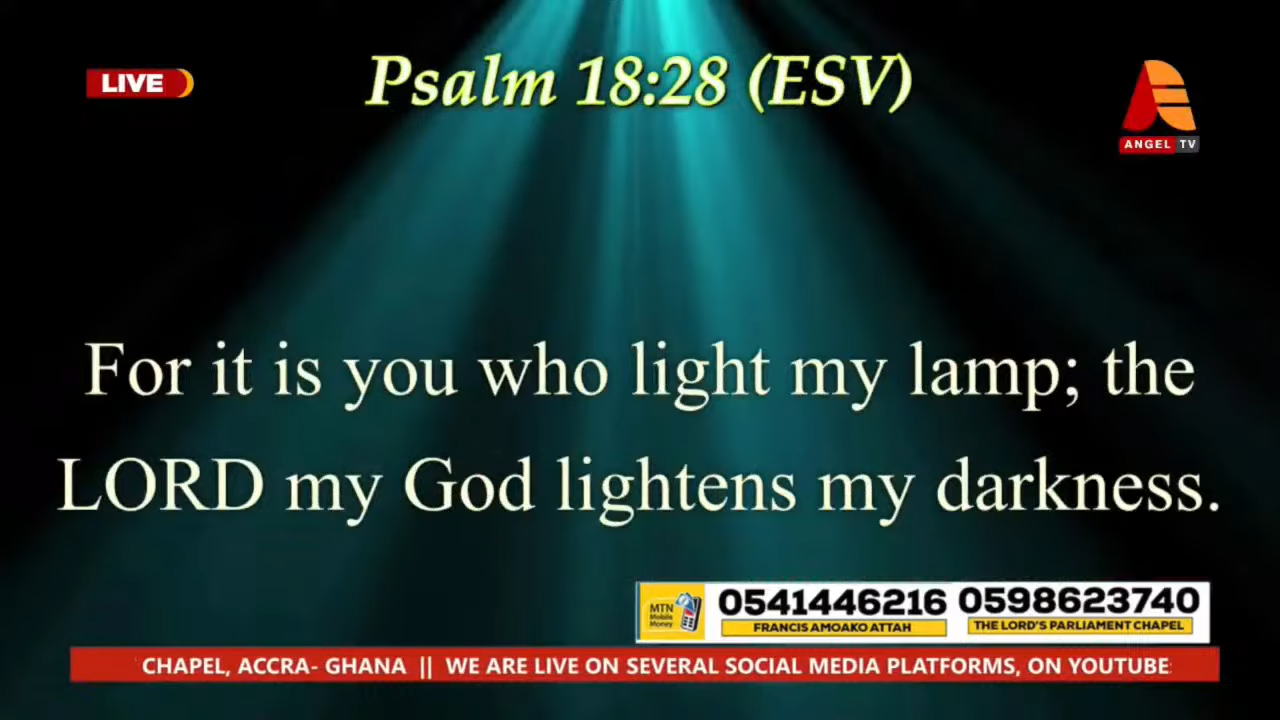 LIVE
Psalm 18:28 (ESV)
ANGEL TV
For it is you who light my lamp; the
LORD my God lightens my darkness.
MTN
Mobile
Money
0541446216
FRANCIS AMOAKO ATTAH
0598623740
THE LORD'S PARLIAMENT CHAPEL
CHAPEL, ACCRA- GHANA || WE ARE LIVE ON SEVERAL SOCIAL MEDIA PLATFORMS, ON YOUTUBE: